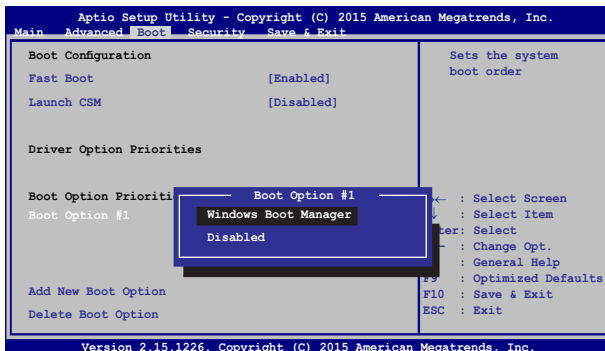 Aptio Setup Utility - Copyright (C) 2015 American Megatrends, Inc.
Main Advanced Boot Security Save & Exit
Boot Configuration
Fast Boot [Enabled]
Launch CSM [Disabled]
Driver Option Priorities
Boot Option Prioriti
Boot Option #1
Boot Option #1
Windows Boot Manager
Disabled
Add New Boot Option
Delete Boot Option
Sets the system
boot order
→← : Select Screen
↓ : Select Item
ter: Select
- : Change Opt.
: General Help
F9 : Optimized Defaults
F10 : Save & Exit
ESC : Exit
Version 2.15.1226. Copyright (C) 2015 American Megatrends, Inc.